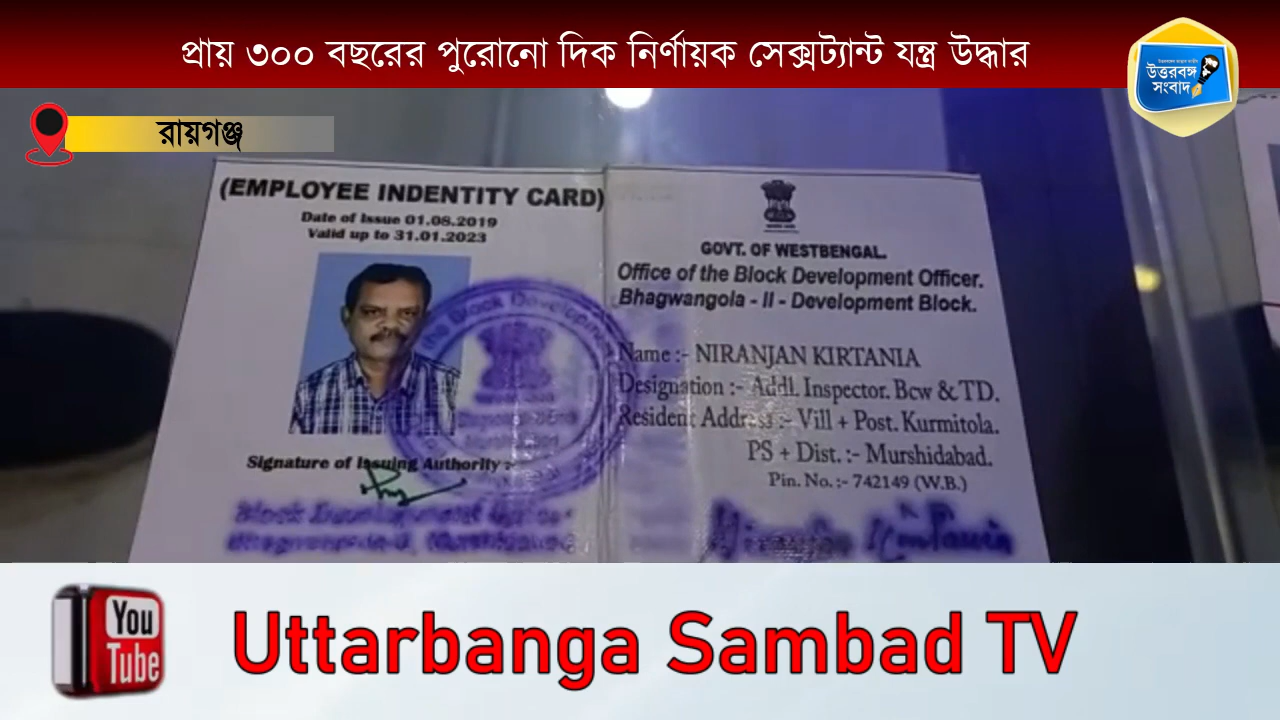 প্রায় ৩০০ বছরের পুরোনো দিক নির্ণায়ক সেক্সট্যান্ট যন্ত্র উদ্ধার
উত্তরবঙ্গ
সংবাদ
রায়গঞ্জ
(EMPLOYEE INDENTITY CARD)
Date of Issue 01.08.2019
Valid up to 31.01.2023
Signature of Issuing Authority :-
GOVT. OF WESTBENGAL.
Office of the Block Development Officer.
Bhagwangola - II - Development Block.
Name :- NIRANJAN KIRTANIA
Designation :- Addl. Inspector. Bcw & TD.
Resident Address :- Vill + Post. Kurmitola.
PS + Dist. :- Murshidabad.
Pin. No. :- 742149 (W.B.)
Niranjan Kirtania
You
Tube
Uttarbanga Sambad TV